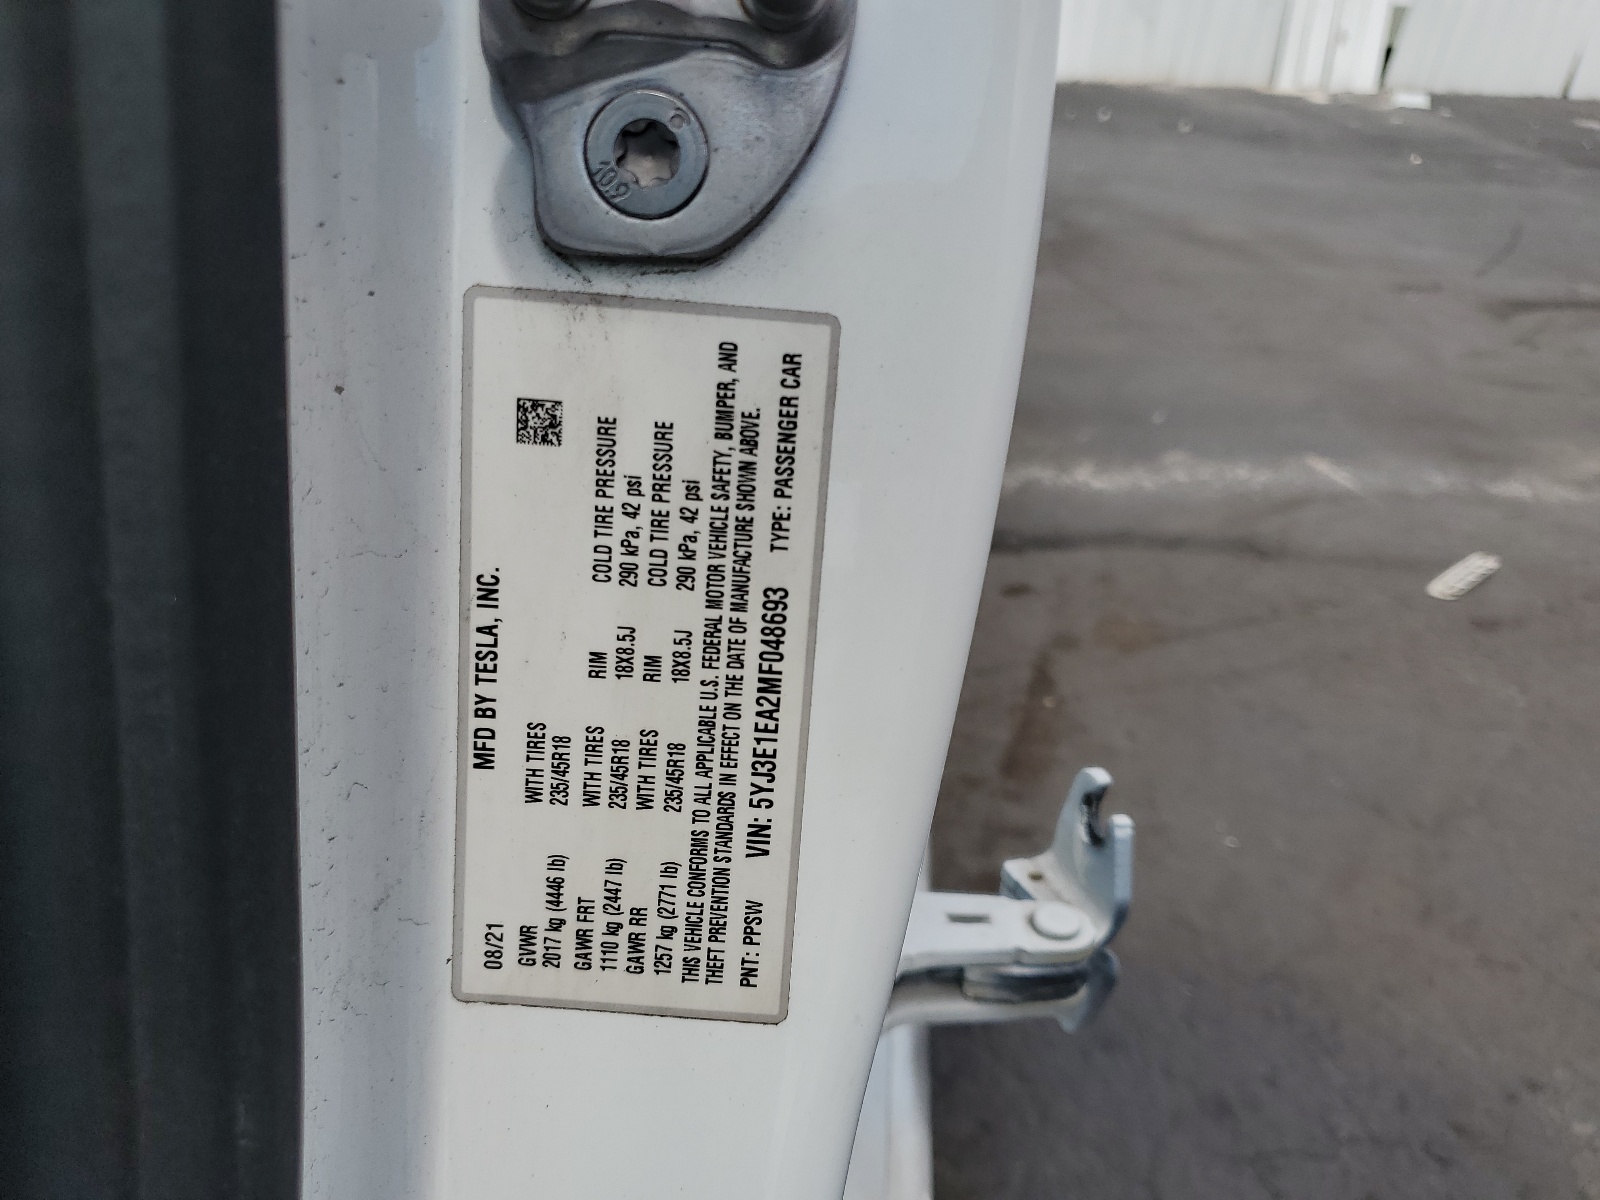 10.9
MFD BY TESLA, INC.
08/21
GVWR WITH TIRES
2017 kg (4446 lb) 235/45R18
GAWR FRT WITH TIRES RIM COLD TIRE PRESSURE
1110 kg (2447 lb) 235/45R18 18X8.5J 290 kPa, 42 psi
GAWR RR WITH TIRES RIM COLD TIRE PRESSURE
1257 kg (2771 lb) 235/45R18 18X8.5J 290 kPa, 42 psi
THIS VEHICLE CONFORMS TO ALL APPLICABLE U.S. FEDERAL MOTOR VEHICLE SAFETY, BUMPER, AND
THEFT PREVENTION STANDARDS IN EFFECT ON THE DATE OF MANUFACTURE SHOWN ABOVE.
PNT: PPSW VIN: 5YJ3E1EA2MF048693 TYPE: PASSENGER CAR